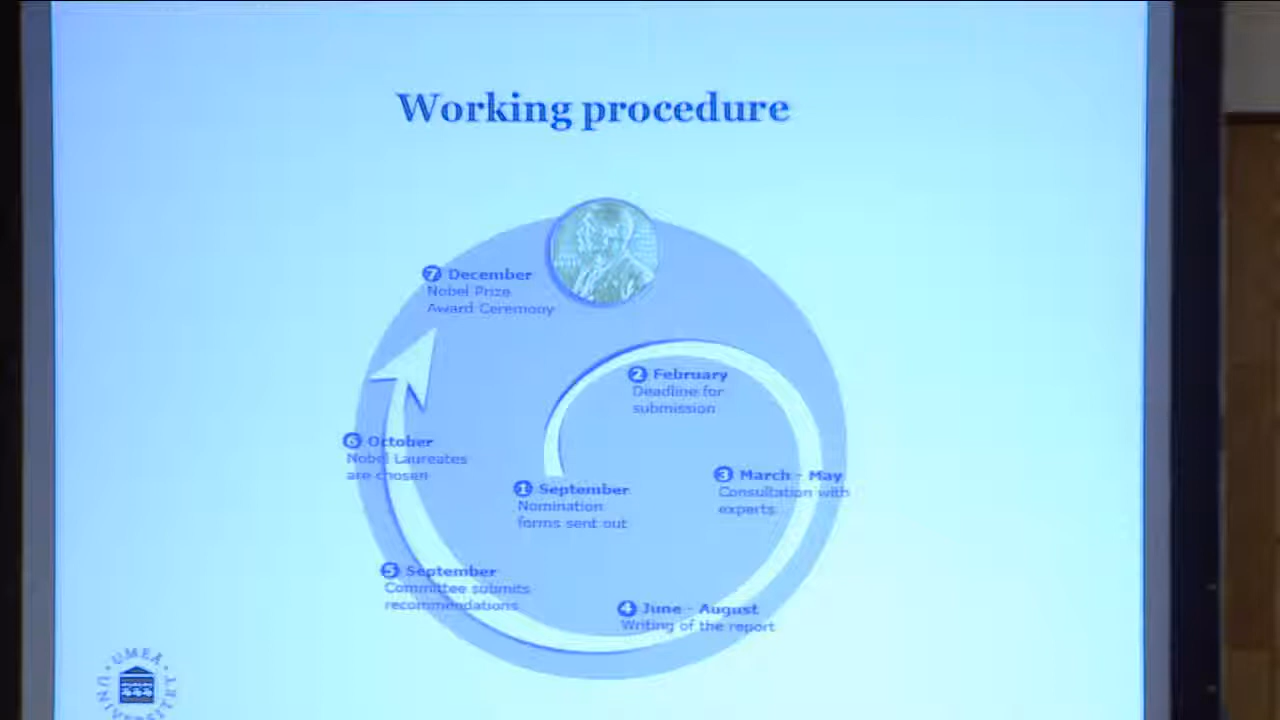 Working procedure
7 December
Nobel Prize
Award Ceremony
2 February
Deadline for
submission
6 October
Nobel Laureates
are chosen
3 March - May
Consultation with
experts
1 September
Nomination
forms sent out
5 September
Committee submits
recommendations
4 June - August
Writing of the report
UMEA UNIVERSITY